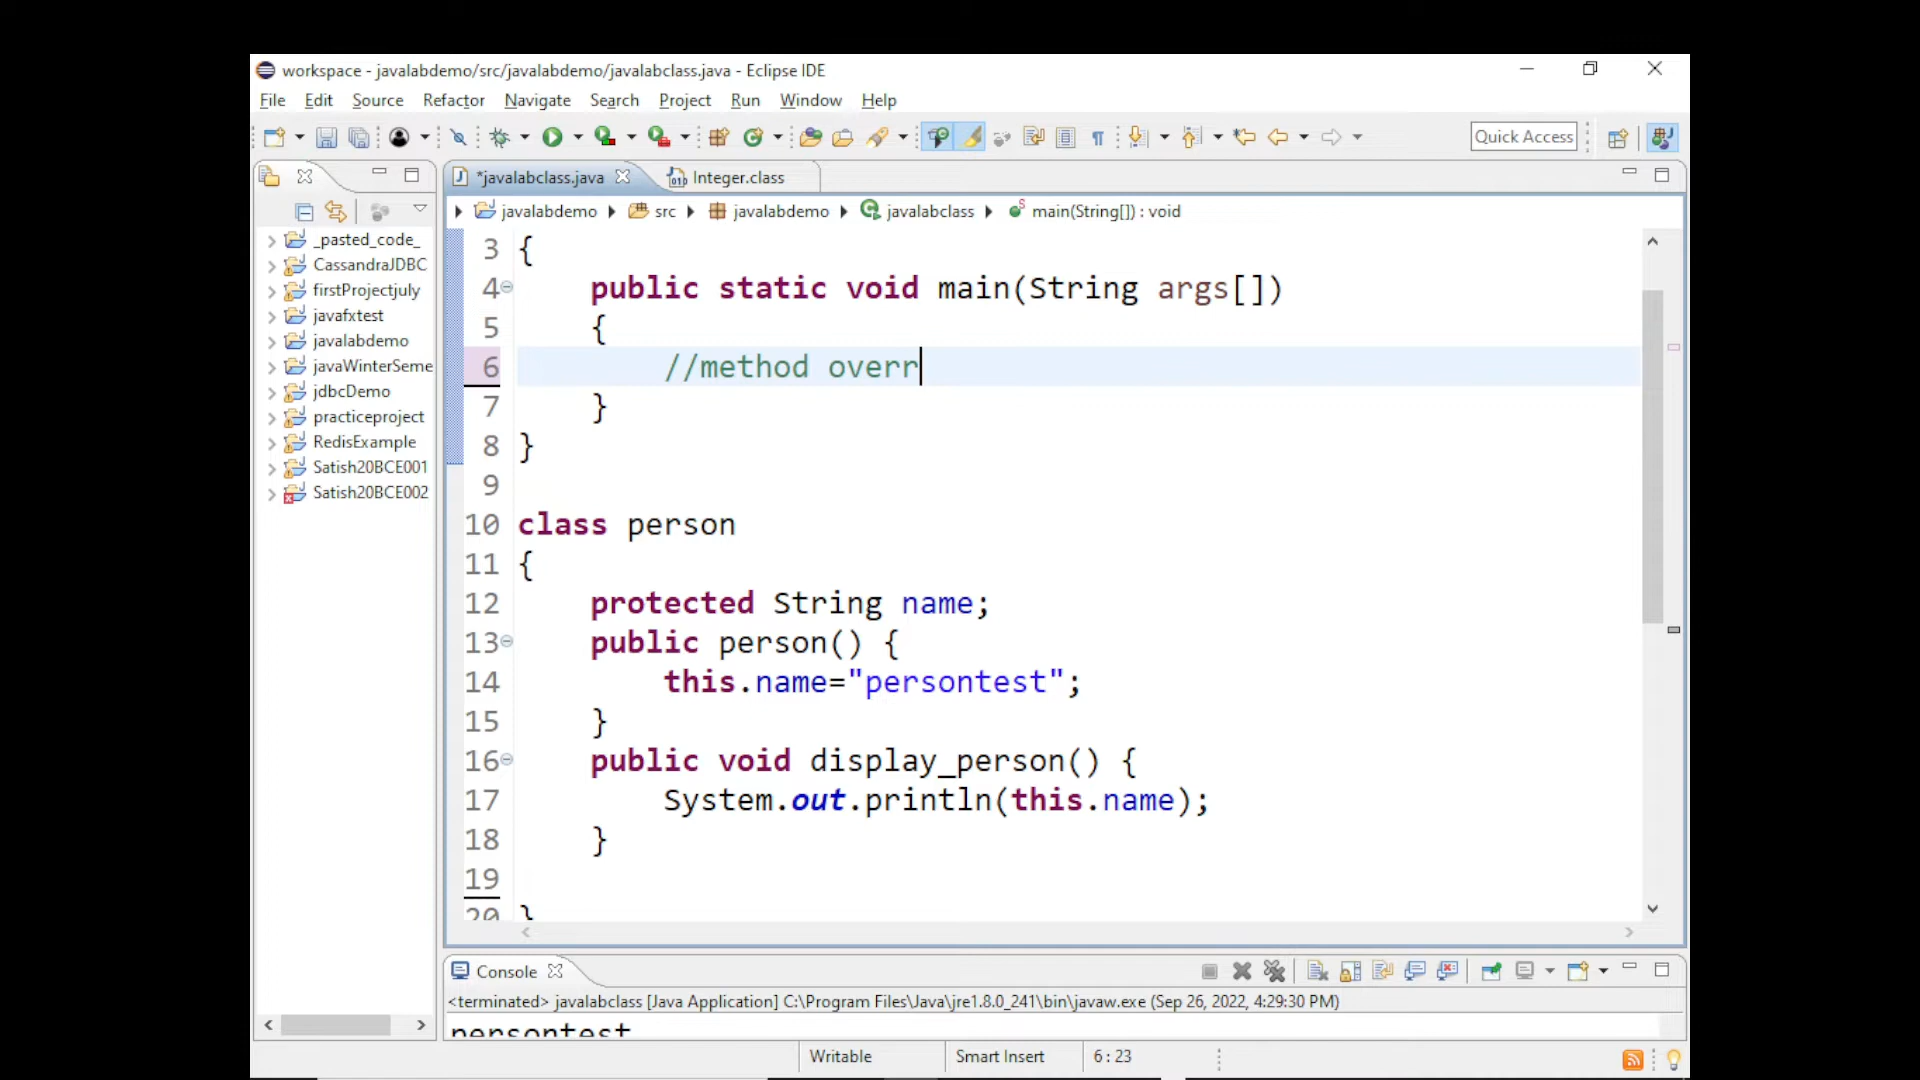 workspace - javalabdemo/src/javalabdemo/javalabclass.java - Eclipse IDE
File Edit Source Refactor Navigate Search Project Run Window Help
Quick Access
*javalabclass.java Integer.class
javalabdemo src javalabdemo javalabclass main(String[]) : void
_pasted_code_
CassandraJDBC
firstProjectjuly
javafxtest
javalabdemo
javaWinterSeme
jdbcDemo
practiceproject
RedisExample
Satish20BCE001
Satish20BCE002
3 {
4 public static void main(String args[])
5 {
6 //method overr
7 }
8 }
9
10 class person
11 {
12 protected String name;
13 public person() {
14 this.name="persontest";
15 }
16 public void display_person() {
17 System.out.println(this.name);
18 }
19
20 }
Console
<terminated> javalabclass [Java Application] C:\Program Files\Java\jre1.8.0_241\bin\javaw.exe (Sep 26, 2022, 4:29:30 PM)
persontest
Writable Smart Insert 6 : 23